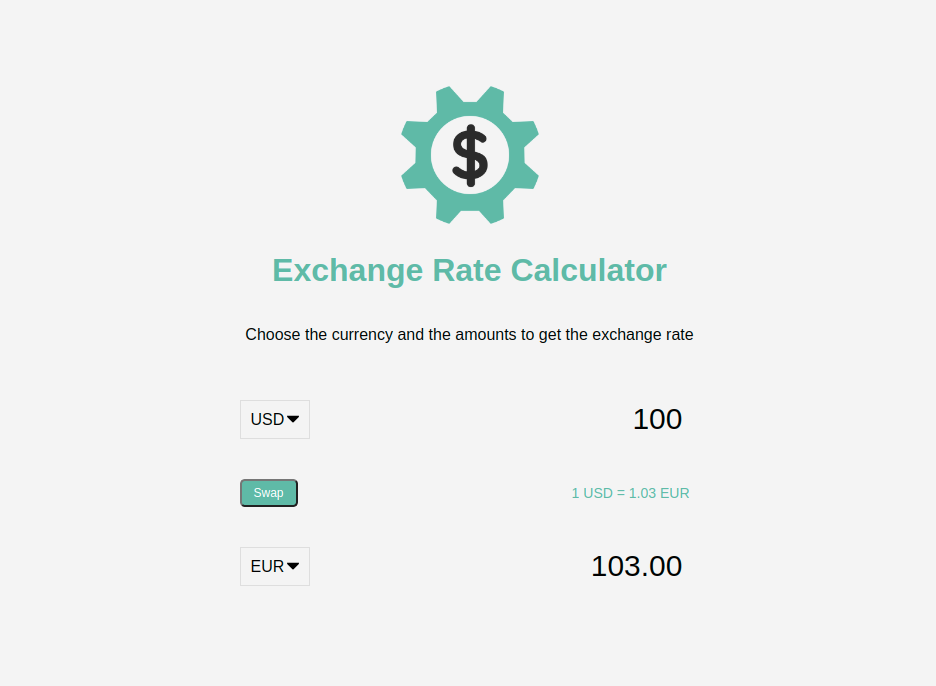 $
Exchange Rate Calculator
Choose the currency and the amounts to get the exchange rate
USD 100
Swap 1 USD = 1.03 EUR
EUR 103.00